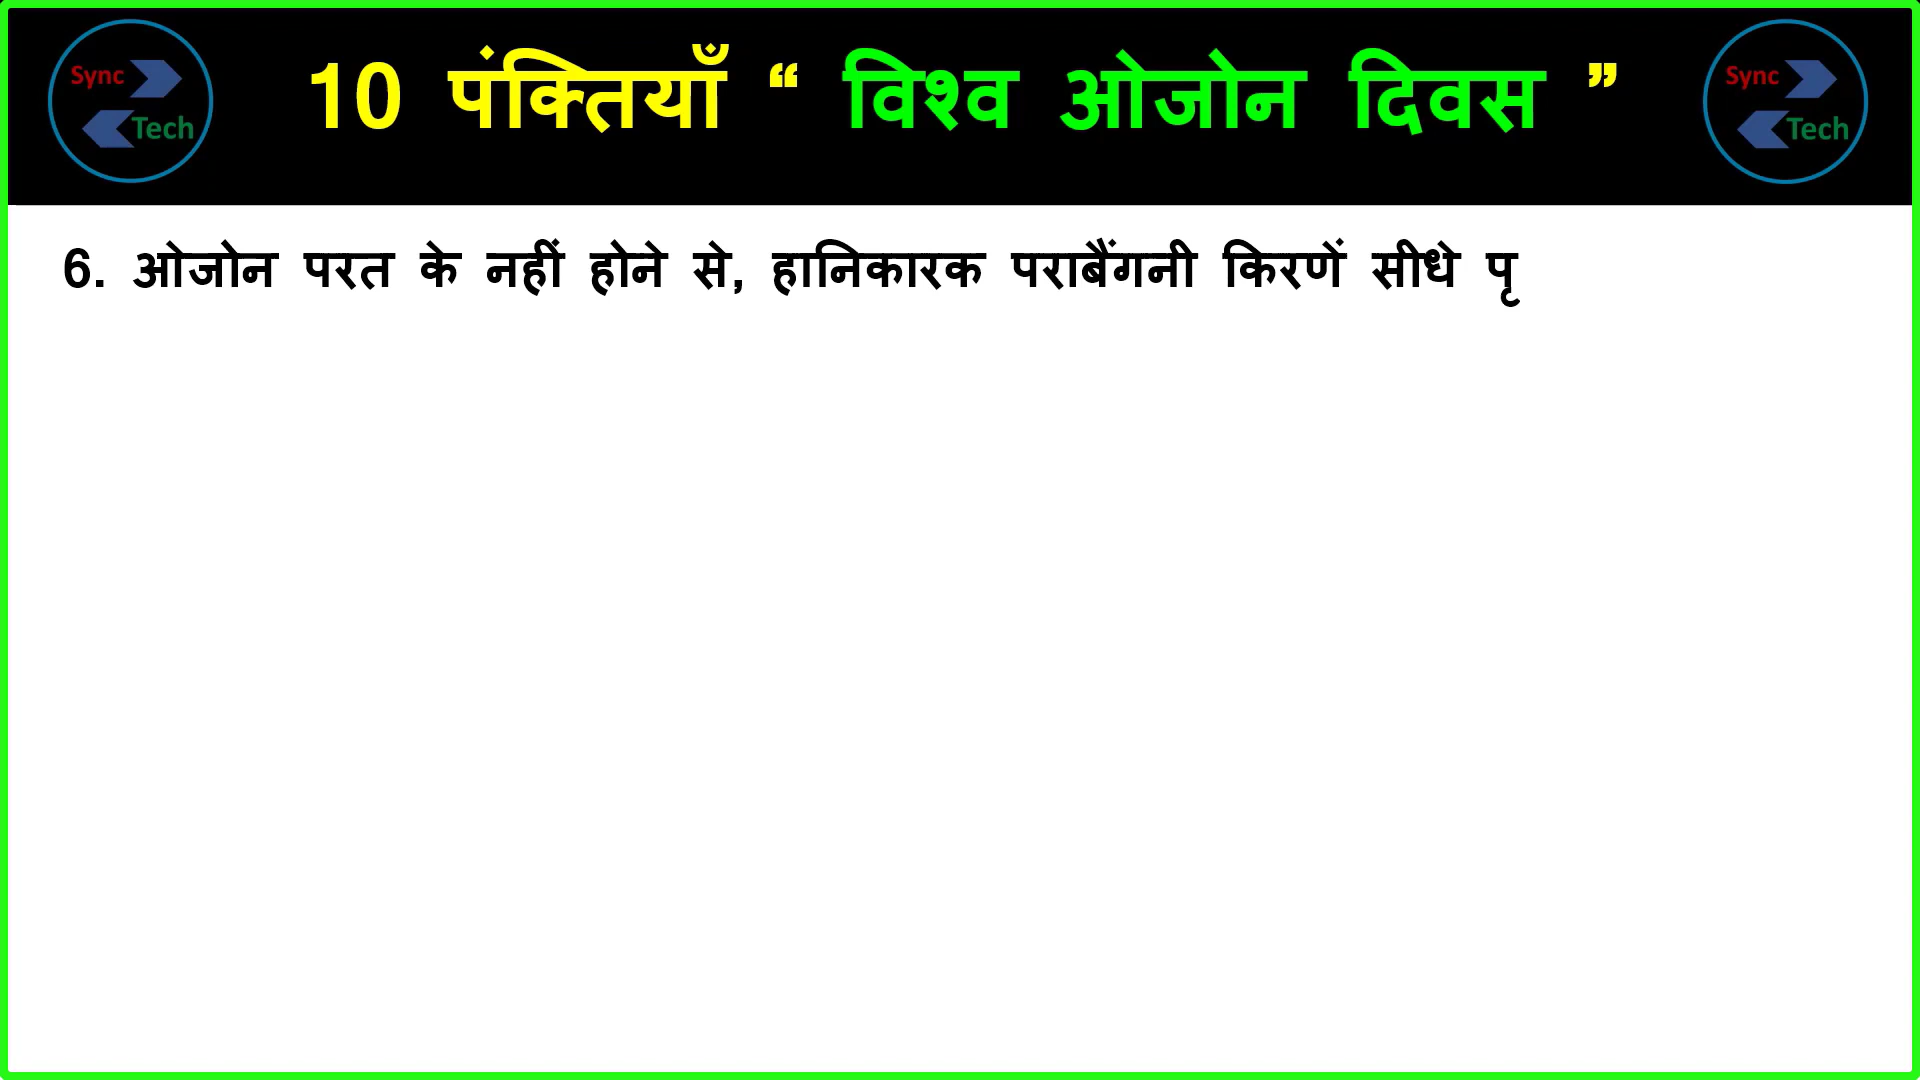 Sync
Tech
10 पंक्तियाँ “ विश्व ओजोन दिवस ”
Sync
Tech
6. ओजोन परत के नहीं होने से, हानिकारक पराबैंगनी किरणें सीधे पृ